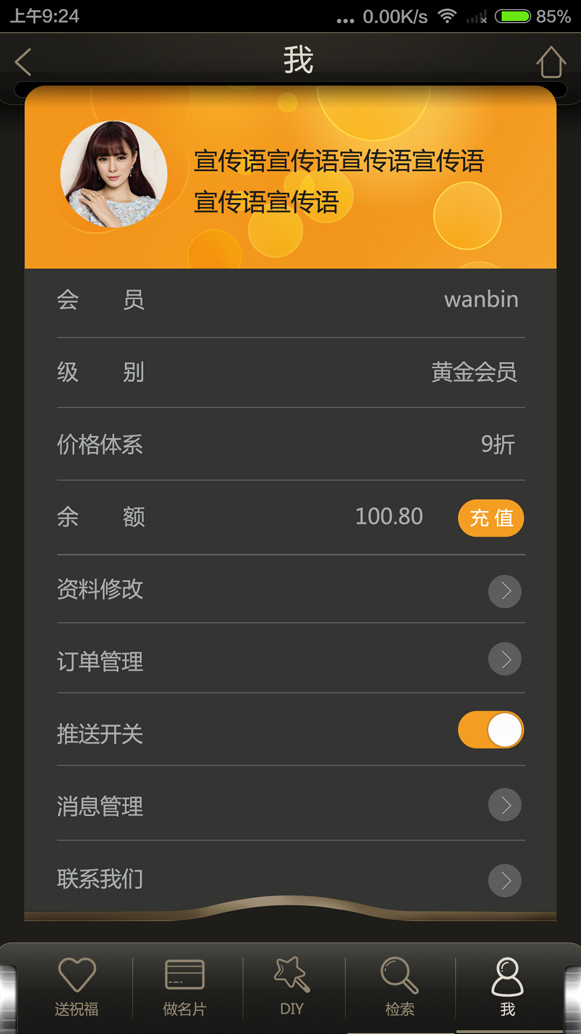 上午9:24
... 0.00K/s
85%
我
宣传语宣传语宣传语宣传语
宣传语宣传语
会 员
wanbin
级 别
黄金会员
价格体系
9折
余 额
100.80
充值
资料修改
订单管理
推送开关
消息管理
联系我们
送祝福
做名片
DIY
检索
我